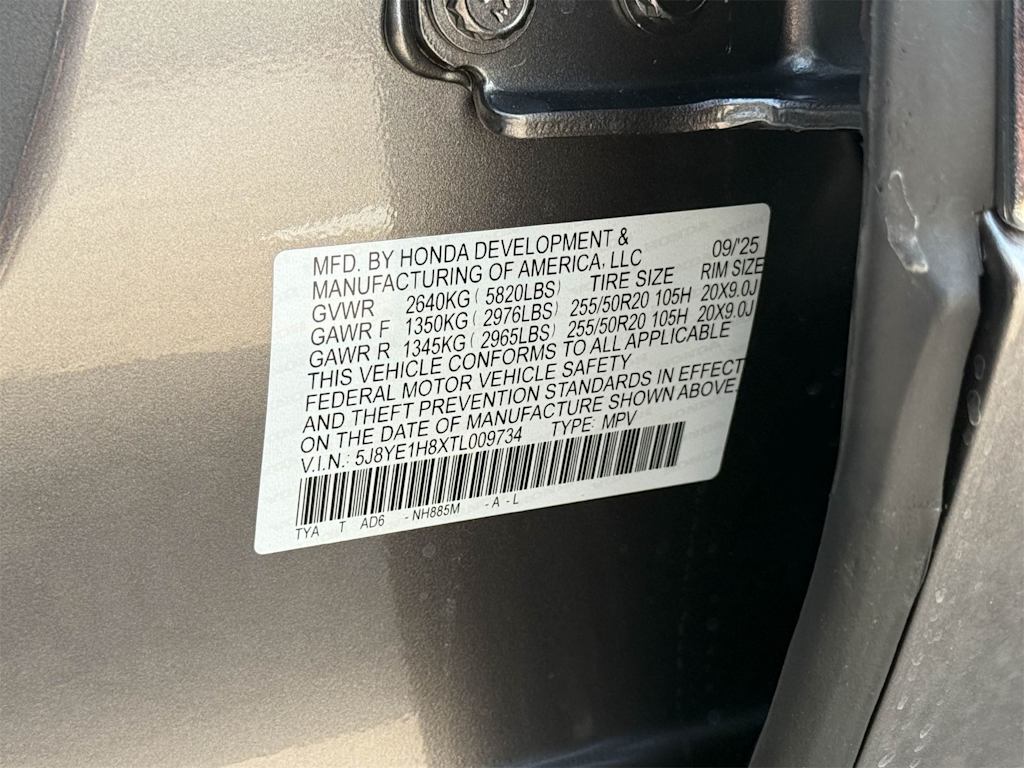 MFD. BY HONDA DEVELOPMENT & 09/'25
MANUFACTURING OF AMERICA, LLC
GVWR 2640KG ( 5820LBS) TIRE SIZE RIM SIZE
GAWR F 1350KG ( 2976LBS) 255/50R20 105H 20X9.0J
GAWR R 1345KG ( 2965LBS) 255/50R20 105H 20X9.0J
THIS VEHICLE CONFORMS TO ALL APPLICABLE
FEDERAL MOTOR VEHICLE SAFETY
AND THEFT PREVENTION STANDARDS IN EFFECT
ON THE DATE OF MANUFACTURE SHOWN ABOVE.
V.I.N.: 5J8YE1H8XTL009734 TYPE: MPV
TYA T AD6 - NH885M - A - L